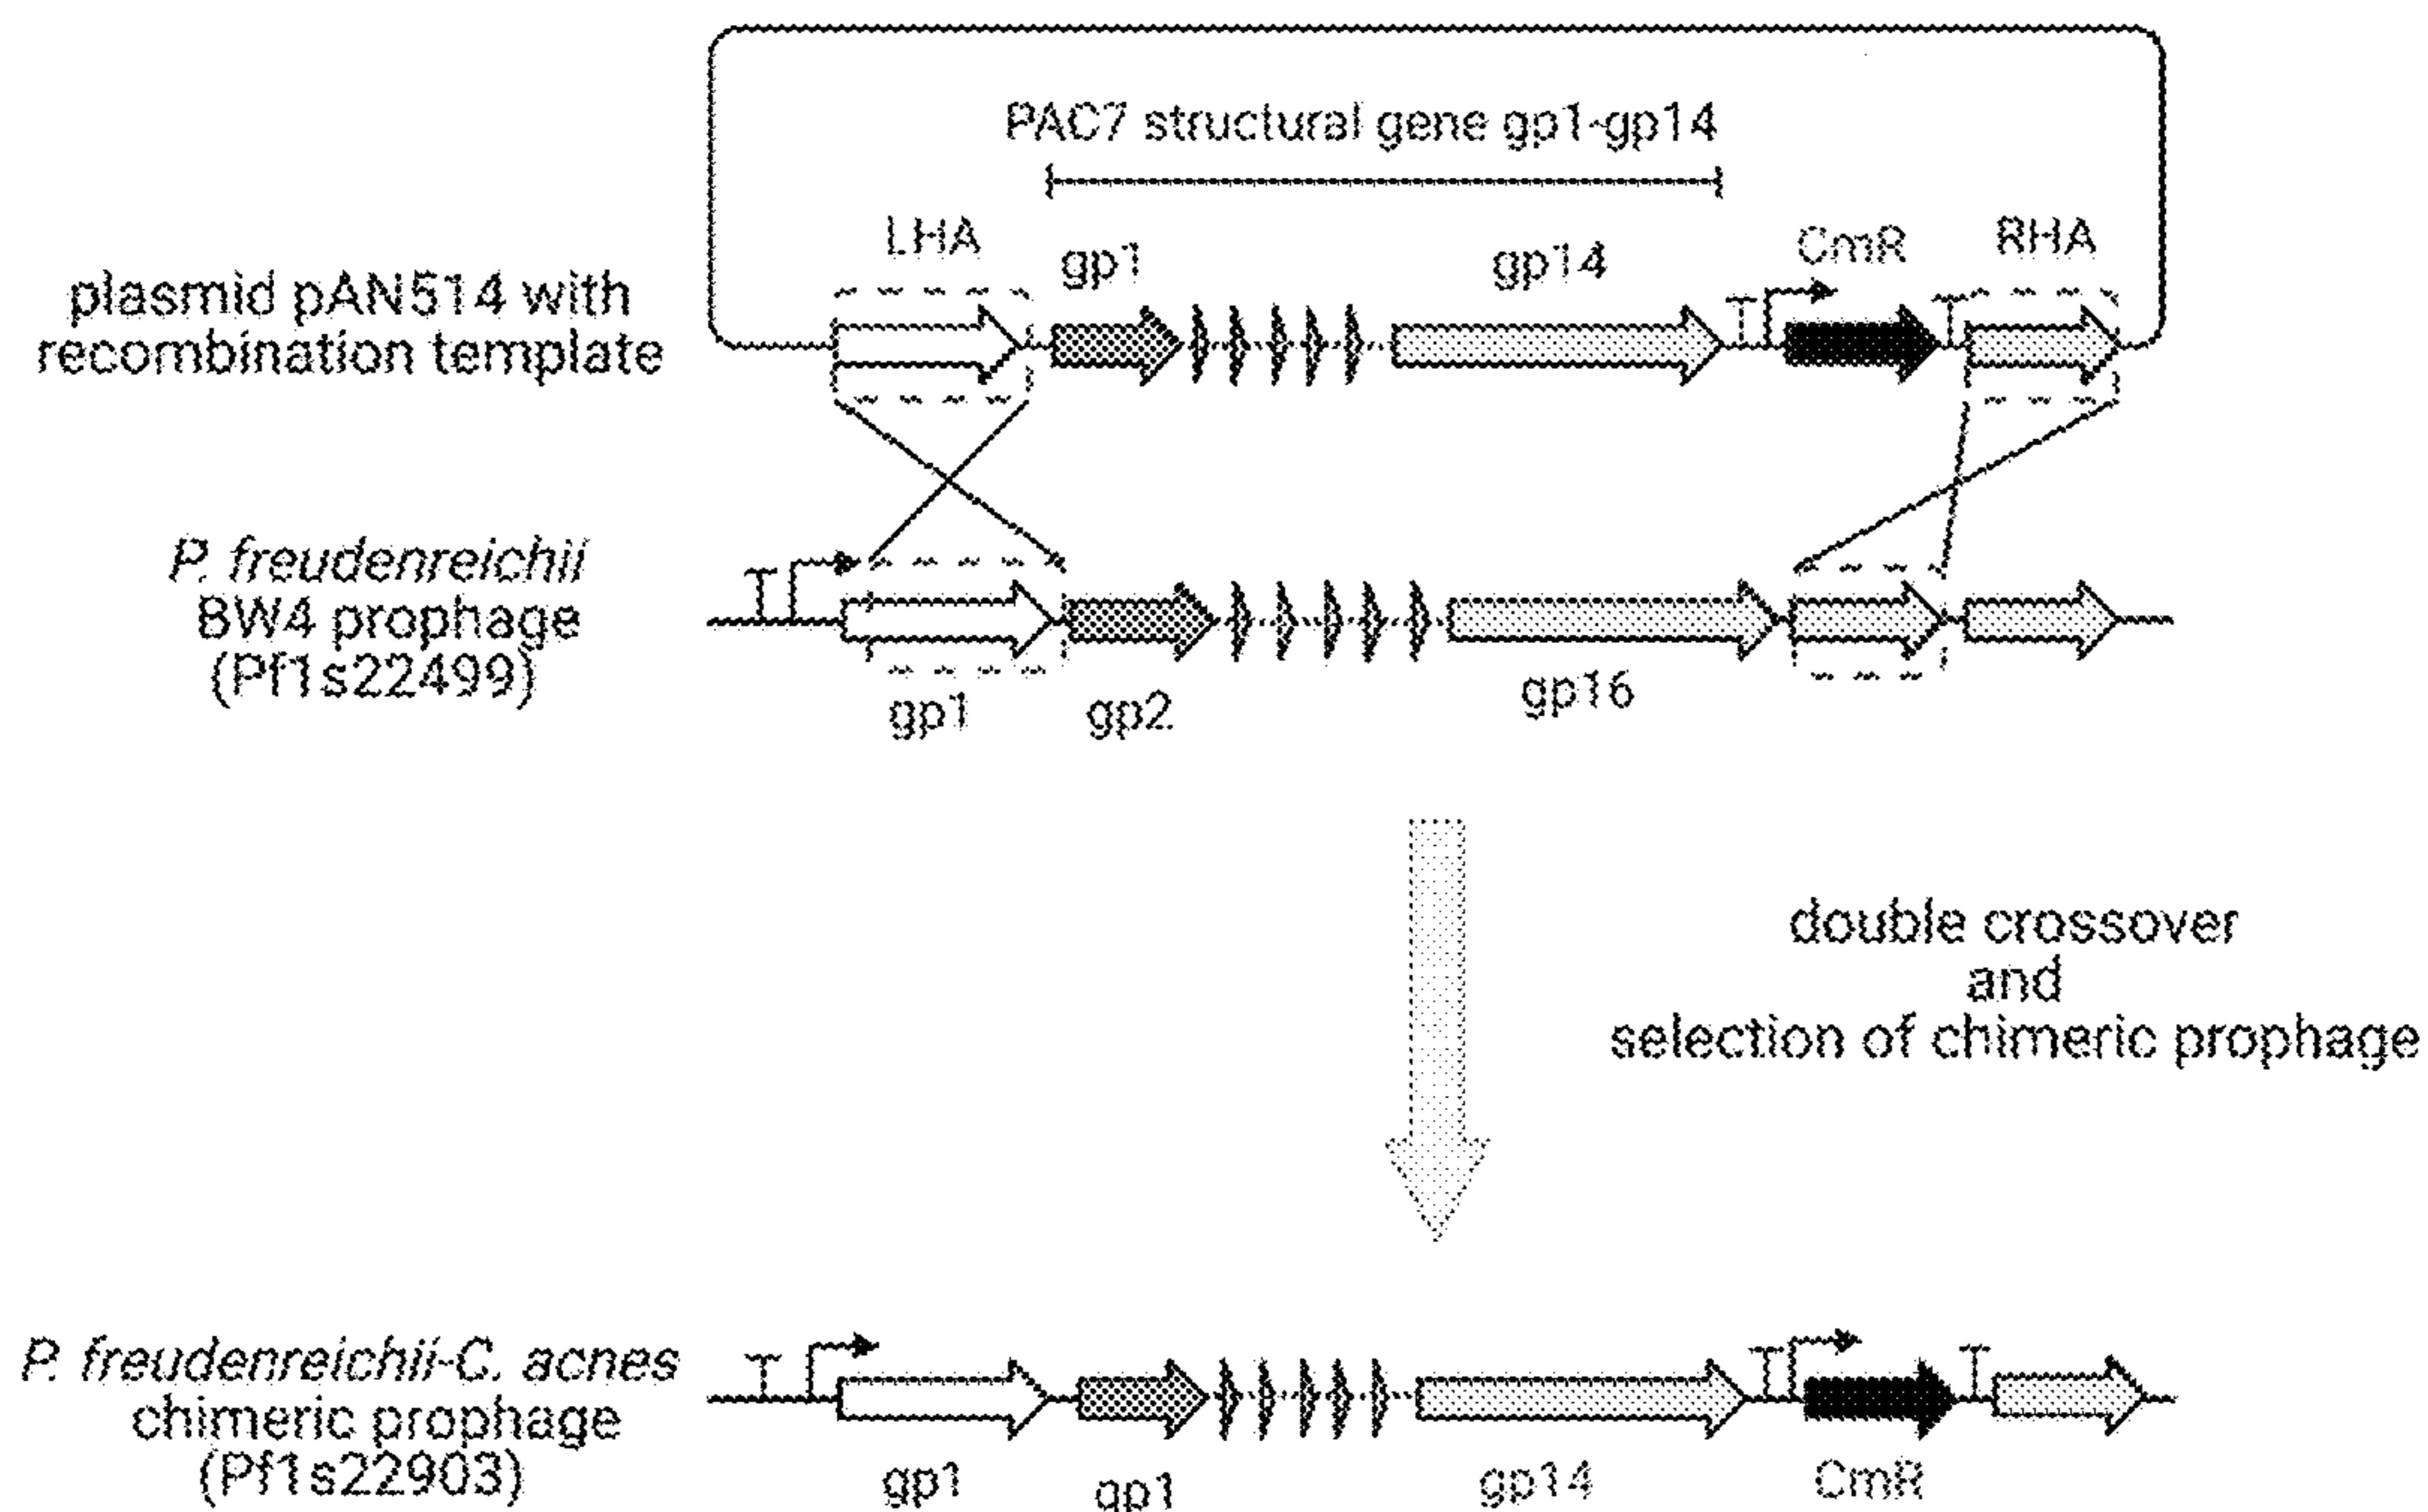 PAC7 structural gene gp1-gp14
LHA
gp1
gp14
CmR
RHA
plasmid pAN514 with
recombination template
P. freudenreichii
BW4 prophage
(Pf1s22499)
gp1
gp2
gp16
double crossover
and
selection of chimeric prophage
P. freudenreichii-C. acnes
chimeric prophage
(Pf1s22903)
gp1
gp1
gp14
CmR